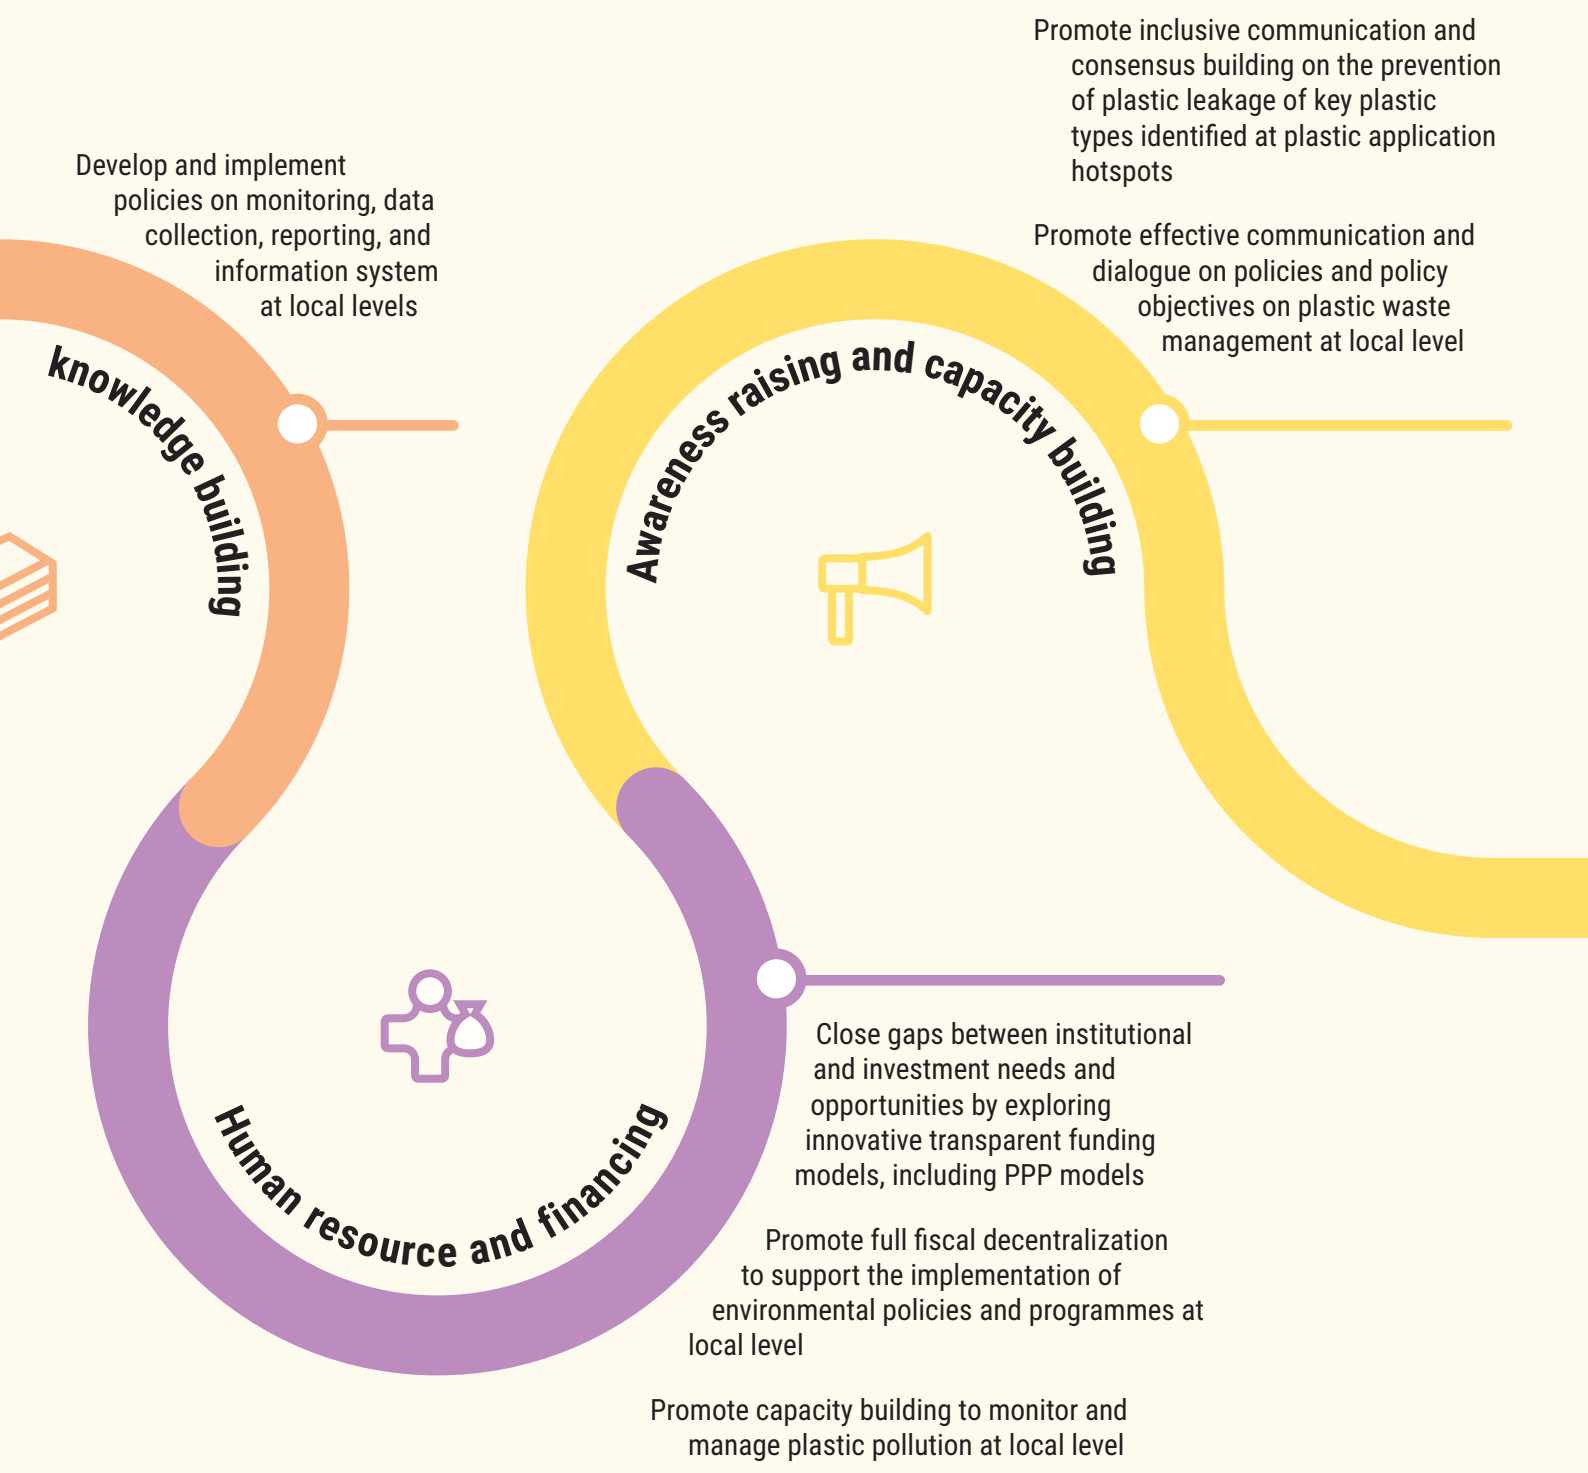 Promote inclusive communication and
consensus building on the prevention
of plastic leakage of key plastic
types identified at plastic application
hotspots
Develop and implement
policies on monitoring, data
collection, reporting, and
information system
at local levels
Promote effective communication and
dialogue on policies and policy
objectives on plastic waste
management at local level
knowledge building
Awareness raising and capacity building
Human resource and financing
Close gaps between institutional
and investment needs and
opportunities by exploring
innovative transparent funding
models, including PPP models
Promote full fiscal decentralization
to support the implementation of
environmental policies and programmes at
local level
Promote capacity building to monitor and
manage plastic pollution at local level